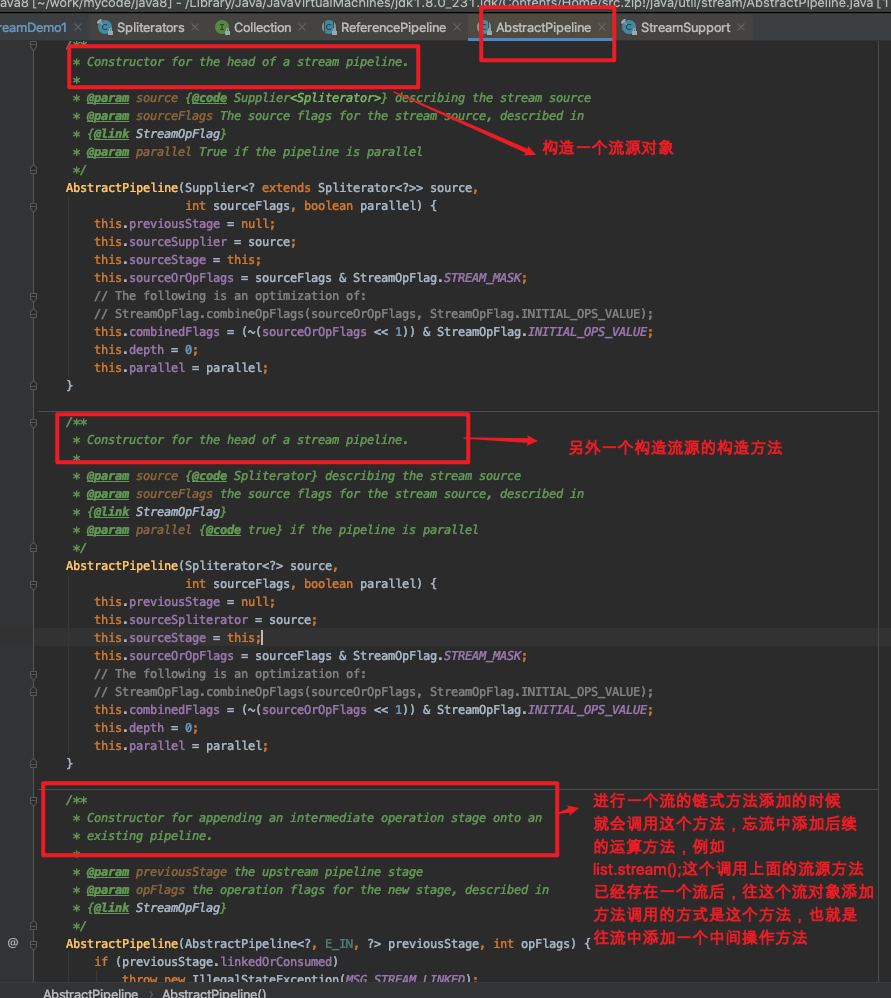 java8 [~/work/mycode/java8] - /Library/Java/JavaVirtualMachines/jdk1.8.0_231.jdk/Contents/Home/src.zip!/java/util/stream/AbstractPipeline.java [1
reamDemo1 Spliterators Collection ReferencePipeline AbstractPipeline StreamSupport
/**
* Constructor for the head of a stream pipeline.
*
* @param source {@code Supplier<Spliterator>} describing the stream source
* @param sourceFlags The source flags for the stream source, described in
* {@link StreamOpFlag}
* @param parallel True if the pipeline is parallel
*/
构造一个流源对象
AbstractPipeline(Supplier<? extends Spliterator<?>> source,
int sourceFlags, boolean parallel) {
this.previousStage = null;
this.sourceSupplier = source;
this.sourceStage = this;
this.sourceOrOpFlags = sourceFlags & StreamOpFlag.STREAM_MASK;
// The following is an optimization of:
// StreamOpFlag.combineOpFlags(sourceOrOpFlags, StreamOpFlag.INITIAL_OPS_VALUE);
this.combinedFlags = (~(sourceOrOpFlags << 1)) & StreamOpFlag.INITIAL_OPS_VALUE;
this.depth = 0;
this.parallel = parallel;
}
/**
* Constructor for the head of a stream pipeline.
*
* @param source {@code Spliterator} describing the stream source
* @param sourceFlags the source flags for the stream source, described in
* {@link StreamOpFlag}
* @param parallel {@code true} if the pipeline is parallel
*/
另外一个构造流源的构造方法
AbstractPipeline(Spliterator<?> source,
int sourceFlags, boolean parallel) {
this.previousStage = null;
this.sourceSpliterator = source;
this.sourceStage = this;
this.sourceOrOpFlags = sourceFlags & StreamOpFlag.STREAM_MASK;
// The following is an optimization of:
// StreamOpFlag.combineOpFlags(sourceOrOpFlags, StreamOpFlag.INITIAL_OPS_VALUE);
this.combinedFlags = (~(sourceOrOpFlags << 1)) & StreamOpFlag.INITIAL_OPS_VALUE;
this.depth = 0;
this.parallel = parallel;
}
/**
* Constructor for appending an intermediate operation stage onto an
* existing pipeline.
*
* @param previousStage the upstream pipeline stage
* @param opFlags the operation flags for the new stage, described in
* {@link StreamOpFlag}
*/
进行一个流的链式方法添加的时候
就会调用这个方法，忘流中添加后续
的运算方法，例如
list.stream();这个调用上面的流源方法
已经存在一个流后，往这个流对象添加
方法调用的方式是这个方法，也就是
往流中添加一个中间操作方法
@
AbstractPipeline(AbstractPipeline<?, E_IN, ?> previousStage, int opFlags) {
if (previousStage.linkedOrConsumed)
throw new IllegalStateException(MSG_STREAM_LINKED);
AbstractPipeline > AbstractPipeline()